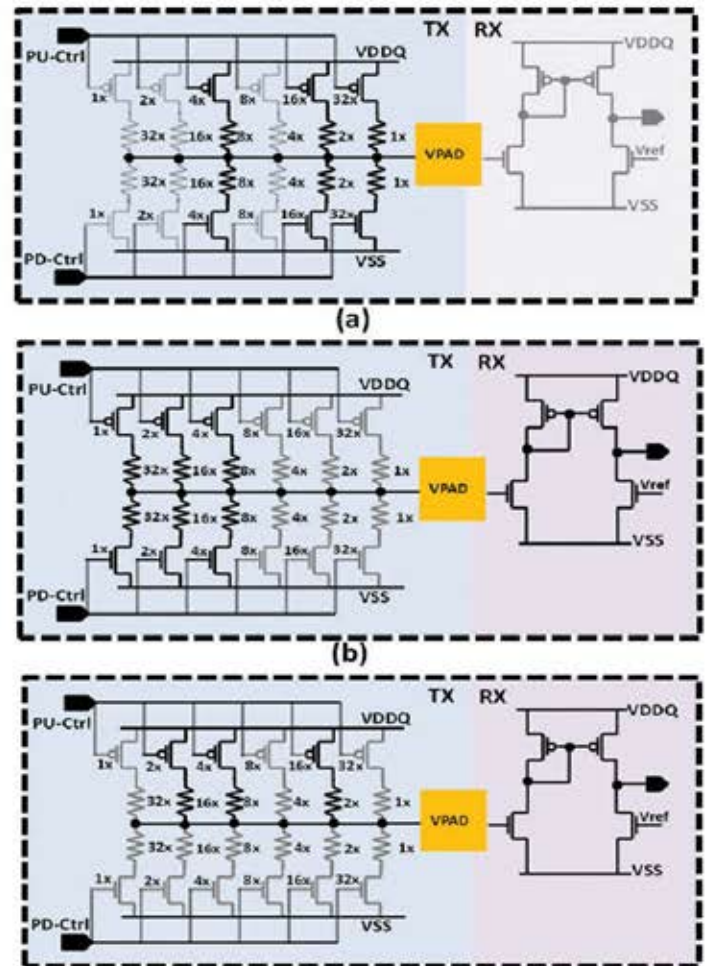 TX RX
PU-Ctrl
VDDQ
VDDQ
1x 2x 4x 8x 16x 32x
32x 16x 8x 4x 2x 1x
VPAD
Vref
32x 16x 8x 4x 2x 1x
1x 2x 4x 8x 16x 32x
VSS
PD-Ctrl
VSS
(a)
TX RX
PU-Ctrl
VDDQ
VDDQ
1x 2x 4x 8x 16x 32x
32x 16x 8x 4x 2x 1x
VPAD
Vref
32x 16x 8x 4x 2x 1x
1x 2x 4x 8x 16x 32x
VSS
PD-Ctrl
VSS
(b)
TX RX
PU-Ctrl
VDDQ
VDDQ
1x 2x 4x 8x 16x 32x
32x 16x 8x 4x 2x 1x
VPAD
Vref
32x 16x 8x 4x 2x 1x
1x 2x 4x 8x 16x 32x
VSS
PD-Ctrl
VSS